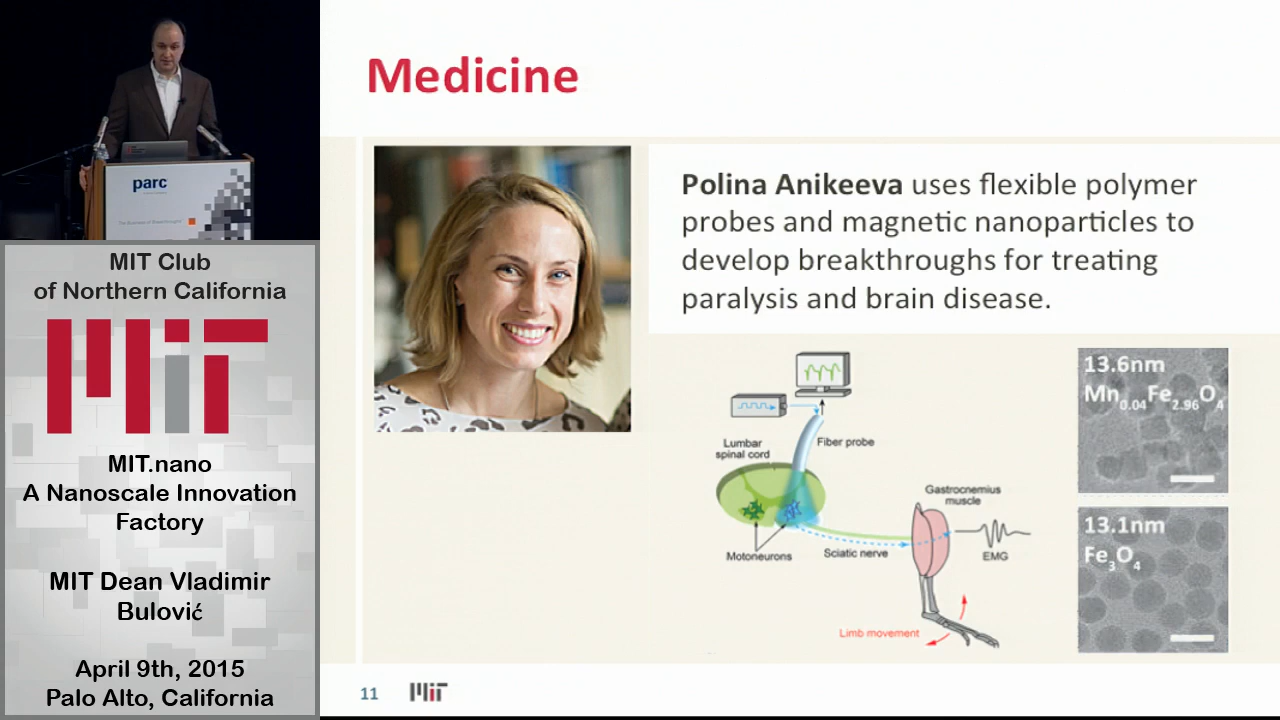 parc
MIT Club
of Northern California
MIT
MIT.nano
A Nanoscale Innovation
Factory
MIT Dean Vladimir
Bulović
April 9th, 2015
Palo Alto, California
Medicine
Polina Anikeeva uses flexible polymer
probes and magnetic nanoparticles to
develop breakthroughs for treating
paralysis and brain disease.
Lumbar
spinal cord
Fiber probe
Motoneurons
Sciatic nerve
Gastrocnemius
muscle
EMG
Limb movement
13.6nm
Mn0.04Fe2.96O4
13.1nm
Fe3O4
11
MIT